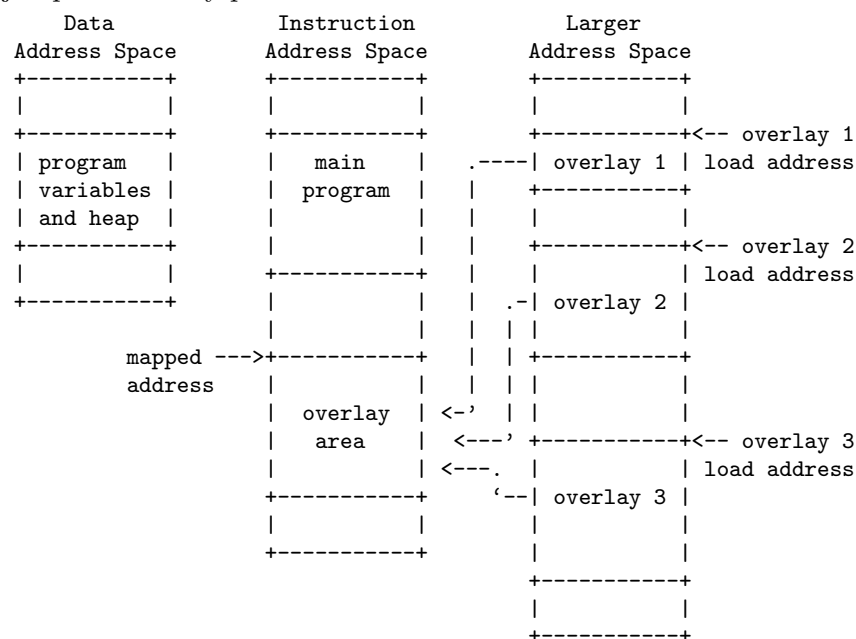 Data Instruction Larger
Address Space Address Space Address Space
+-----------+ +-----------+ +-----------+
| | | | | |
+-----------+ +-----------+ +-----------+<-- overlay 1
| program | | main | .----| overlay 1 | load address
| variables | | program | | +-----------+
| and heap | | | | | |
+-----------+ | | | +-----------+<-- overlay 2
| | +-----------+ | | | load address
+-----------+ | | | .-| overlay 2 |
| | | | | |
mapped --->+-----------+ | | +-----------+
address | | | | | |
| overlay | <-' | | |
| area | <---' +-----------+<-- overlay 3
| | <---. | | load address
+-----------+ ‘--| overlay 3 |
| | | |
+-----------+ | |
+-----------+
| |
+-----------+